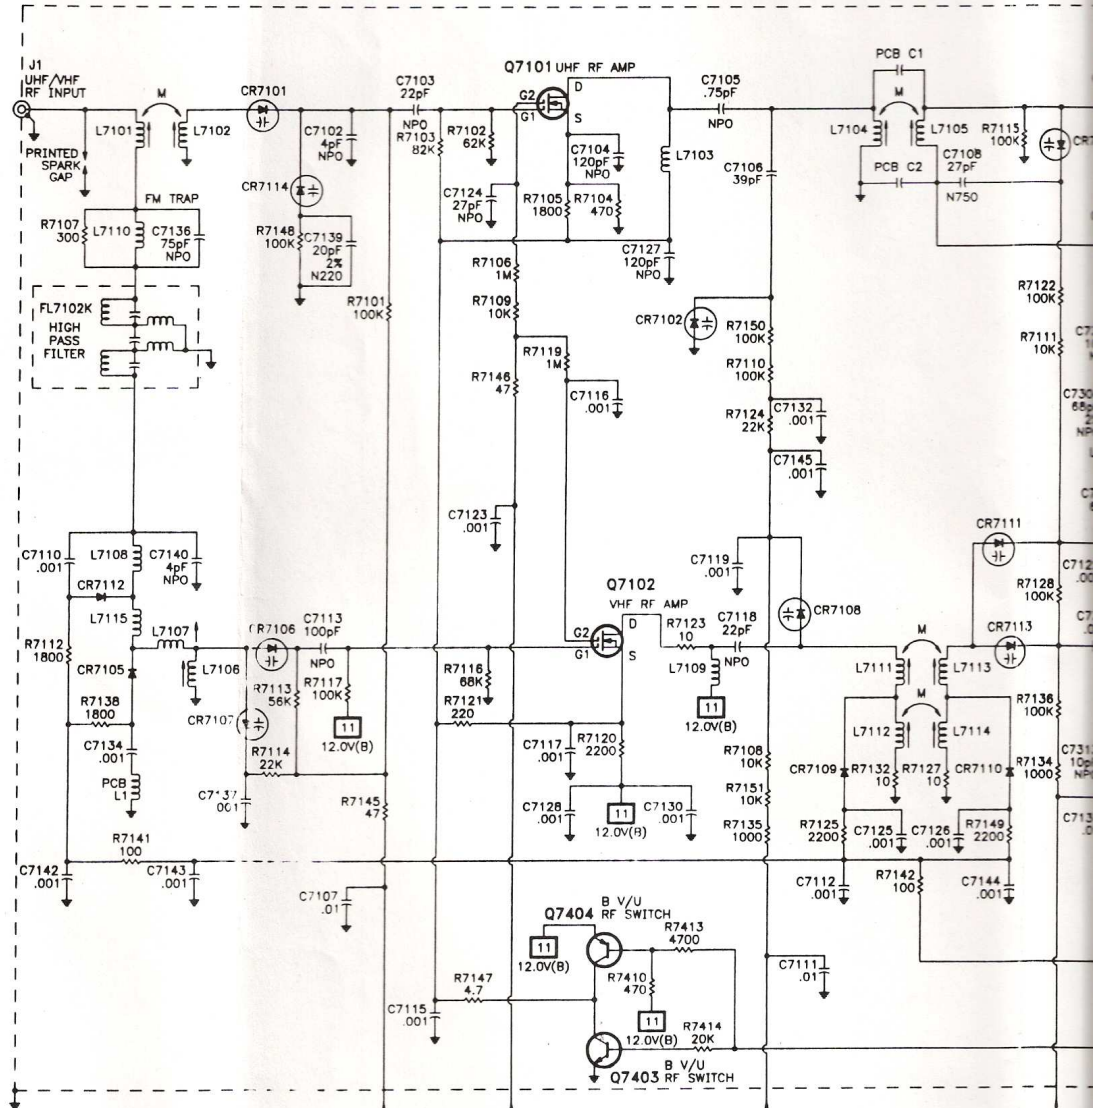 J1
UHF/VHF
RF INPUT
PRINTED
SPARK
GAP
L7101
M
L7102
CR7101
C7102
4pF
NPO
C7103
22pF
NPO
R7103
82K
R7102
62K
Q7101 UHF RF AMP
G2
G1
D
S
C7104
120pF
NPO
L7103
C7105
.75pF
NPO
C7106
39pF
PCB C1
M
L7104
L7105
PCB C2
C7108
27pF
N750
R7113
100K
FM TRAP
R7107
300
L7110
C7136
75pF
NPO
CR7114
R7148
100K
C7139
20pF
2%
N220
C7124
27pF
NPO
R7105
1800
R7104
470
C7127
120pF
NPO
FL7102K
HIGH
PASS
FILTER
R7101
100K
R7106
1M
R7109
10K
R7119
1M
R7146
47
C7116
.001
CR7102
R7150
100K
R7110
100K
R7124
22K
C7132
.001
C7145
.001
R7122
100K
R7111
10K
C7123
.001
C7110
.001
L7108
C7140
4pF
NPO
CR7112
L7115
R7112
1800
L7107
L7106
CR7105
R7138
1800
C7134
.001
PCB
L1
CR7106
C7113
100pF
NPO
R7113
56K
R7117
100K
11
12.0V(B)
CR7107
R7114
22K
C7137
.001
R7116
68K
R7121
220
Q7102
VHF RF AMP
G2
G1
D
S
R7123
10
L7109
11
12.0V(B)
C7118
22pF
NPO
C7119
.001
CR7108
C7117
.001
R7120
2200
C7128
.001
11
12.0V(B)
C7130
.001
R7108
10K
R7151
10K
R7135
1000
CR7111
R7128
100K
CR7113
M
L7111
L7113
M
L7112
L7114
R7136
100K
CR7109
R7132
10
R7127
10
CR7110
R7134
1000
R7125
2200
C7125
.001
C7126
.001
R7149
2200
R7145
47
R7141
100
C7142
.001
C7143
.001
C7107
.01
C7112
.001
R7142
100
C7144
.001
B V/U
Q7404 RF SWITCH
11
12.0V(B)
R7413
4700
R7410
470
11
12.0V(B)
R7414
20K
R7147
4.7
C7115
.001
C7111
.01
B V/U
Q7403 RF SWITCH